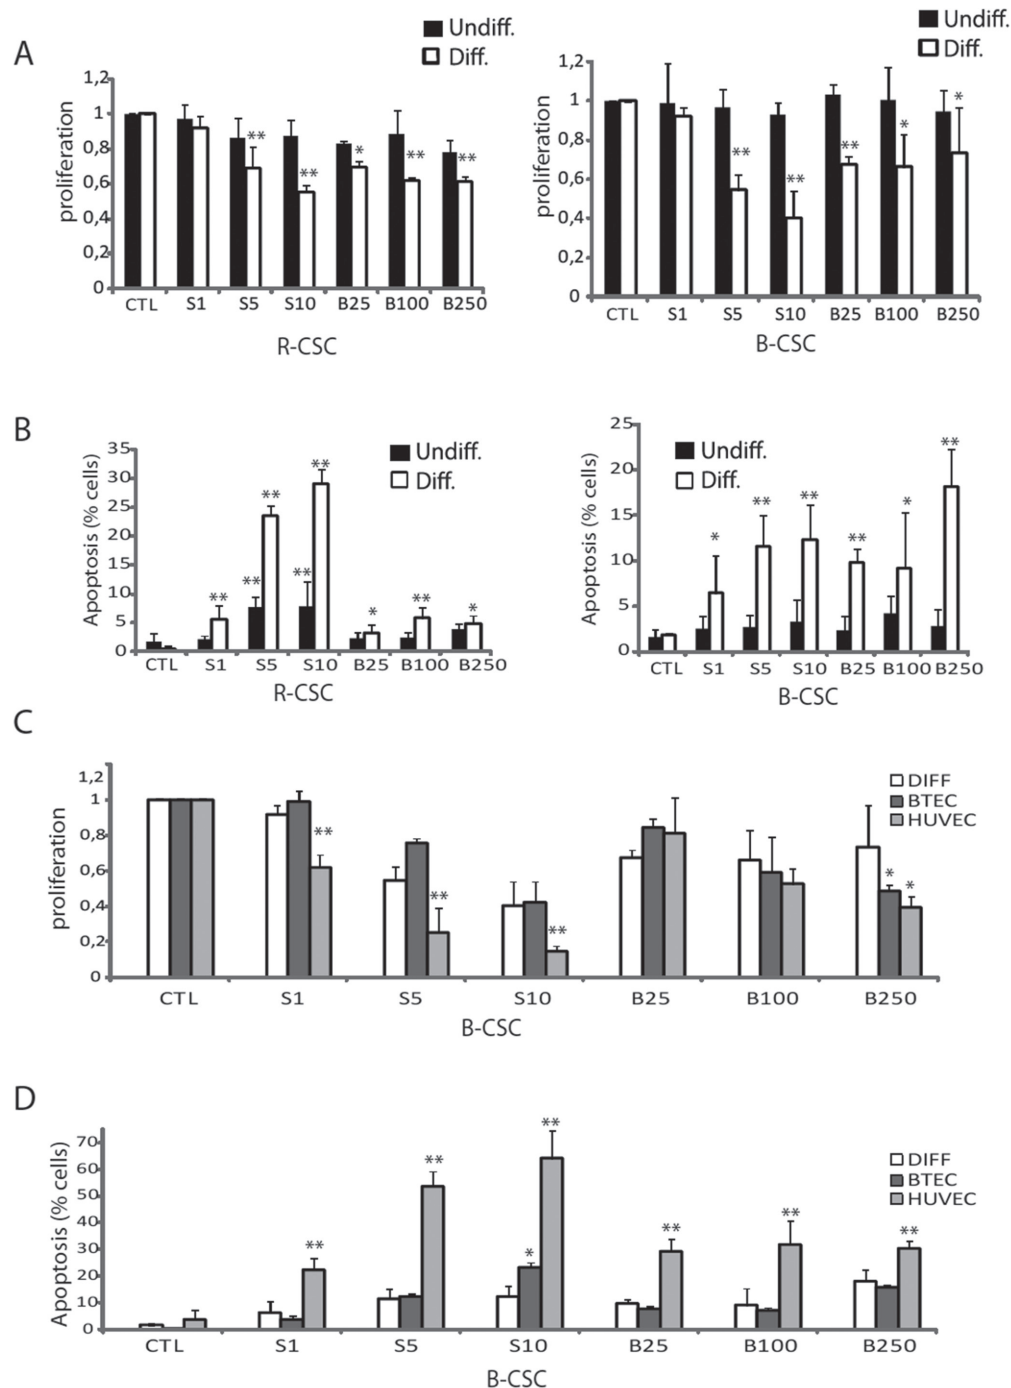 A
Undiff.
Diff.
1,2
1
0,8
0,6
0,4
0,2
0
proliferation
** ** * ** **
CTL S1 S5 S10 B25 B100 B250
R-CSC
Undiff.
Diff.
1,2
1
0,8
0,6
0,4
0,2
0
proliferation
** ** ** * *
CTL S1 S5 S10 B25 B100 B250
B-CSC
B
Undiff.
Diff.
35
30
25
20
15
10
5
0
Apoptosis (% cells)
** ** ** ** ** * ** *
CTL S1 S5 S10 B25 B100 B250
R-CSC
Undiff.
Diff.
25
20
15
10
5
0
Apoptosis (% cells)
* ** ** ** * **
CTL S1 S5 S10 B25 B100 B250
B-CSC
C
DIFF
BTEC
HUVEC
1,2
1
0,8
0,6
0,4
0,2
0
proliferation
** ** ** * *
CTL S1 S5 S10 B25 B100 B250
B-CSC
D
DIFF
BTEC
HUVEC
70
60
50
40
30
20
10
0
Apoptosis (% cells)
** ** * ** ** ** **
CTL S1 S5 S10 B25 B100 B250
B-CSC